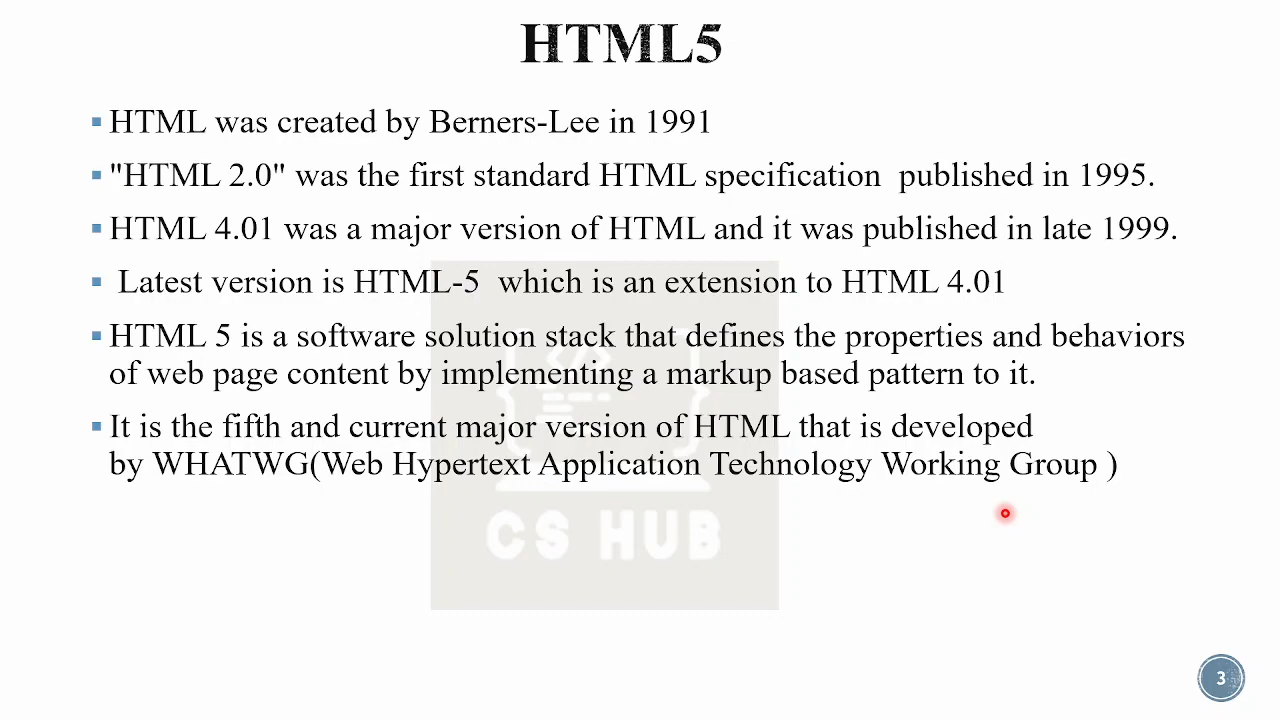 HTML5
▪ HTML was created by Berners-Lee in 1991
▪ "HTML 2.0" was the first standard HTML specification  published in 1995.
▪ HTML 4.01 was a major version of HTML and it was published in late 1999.
▪ Latest version is HTML-5  which is an extension to HTML 4.01
▪ HTML 5 is a software solution stack that defines the properties and behaviors
of web page content by implementing a markup based pattern to it.
▪ It is the fifth and current major version of HTML that is developed
by WHATWG(Web Hypertext Application Technology Working Group )
CS HUB
3